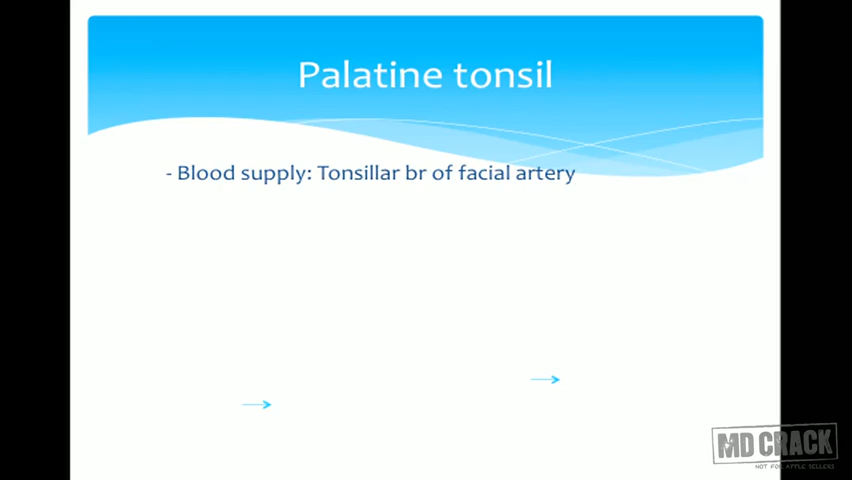 Palatine tonsil
- Blood supply: Tonsillar br of facial artery
MD CRACK
NOT FOR APPLE SELLERS